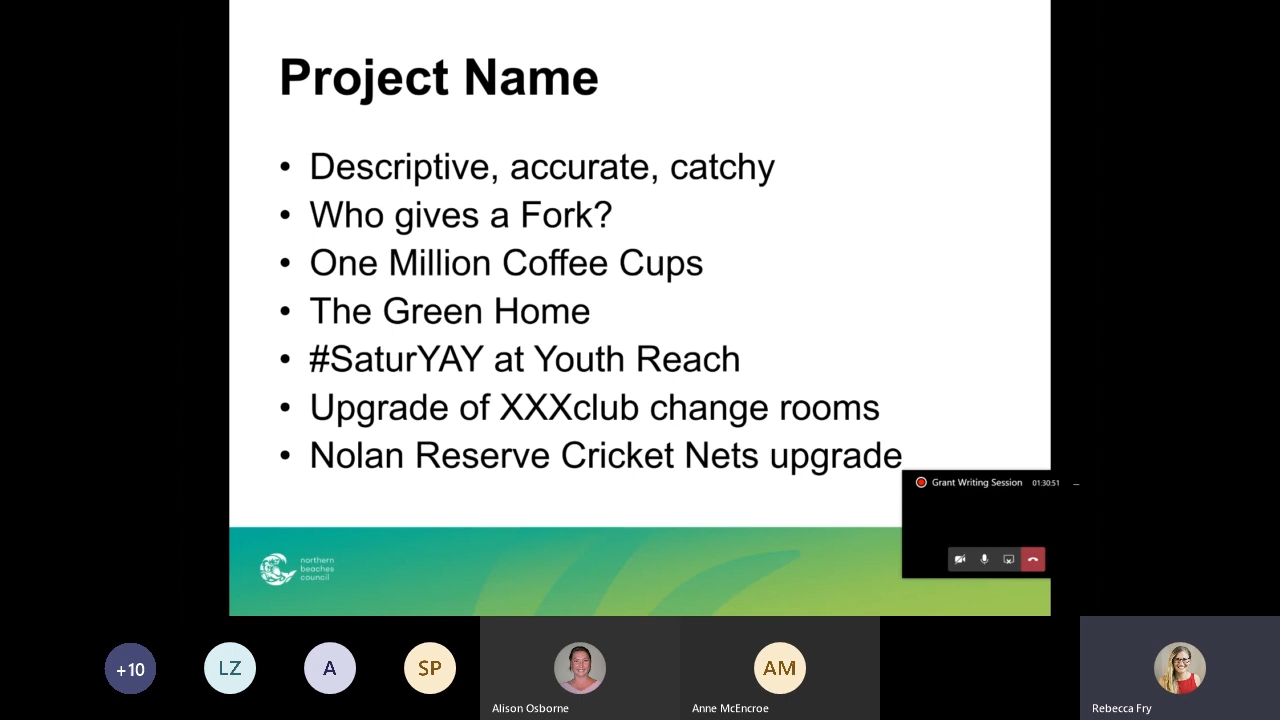 Project Name
• Descriptive, accurate, catchy
• Who gives a Fork?
• One Million Coffee Cups
• The Green Home
• #SaturYAY at Youth Reach
• Upgrade of XXXclub change rooms
• Nolan Reserve Cricket Nets upgrade
Grant Writing Session 01:30:51
northern
beaches
council
+10
LZ
A
SP
AM
Alison Osborne
Anne McEncroe
Rebecca Fry